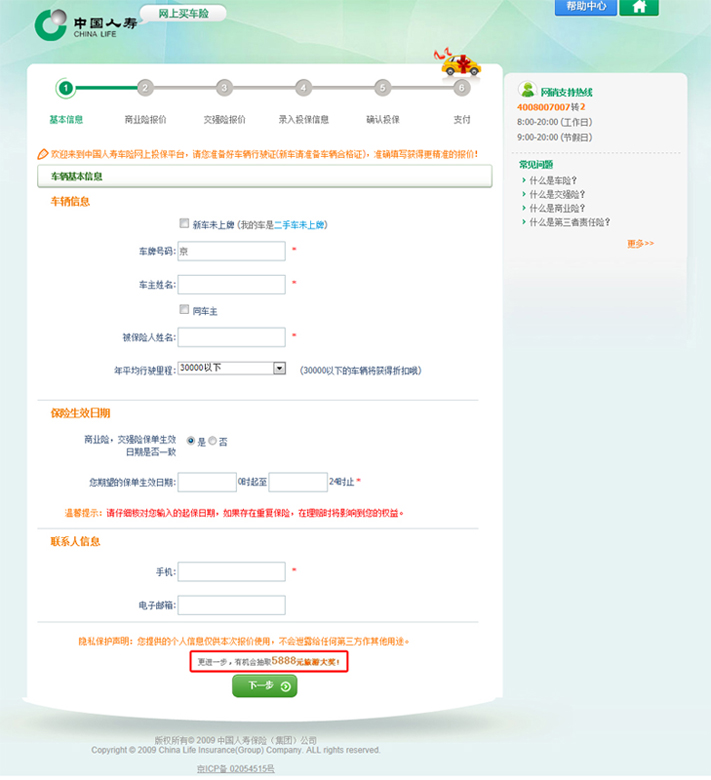 中国人寿
CHINA LIFE
网上买车险
帮助中心
1 2 3 4 5 6
基本信息 商业险报价 交强险报价 录入投保信息 确认投保 支付
欢迎来到中国人寿车险网上投保平台，请您准备好车辆行驶证(新车请准备车辆合格证)，准确填写获得更精准的报价！
车辆基本信息
车辆信息
新车未上牌 (我的车是二手车未上牌)
车牌号码: 京 *
车主姓名: *
同车主
被保险人姓名: *
年平均行驶里程: 30000以下 (30000以下的车辆将获得折扣哦)
保险生效日期
商业险，交强险保单生效
日期是否一致 是 否
您期望的保单生效日期: 0时起至 24时止 *
温馨提示：请仔细核对您输入的起保日期，如果存在重复保险，在理赔时将影响到您的权益。
联系人信息
手机: *
电子邮箱:
隐私保护声明：您提供的个人信息仅供本次报价使用，不会泄露给任何第三方作其他用途。
更进一步，有机会抽取5888元旅游大奖！
下一步
网销支持热线
4008007007转2
8:00-20:00 (工作日)
9:00-20:00 (节假日)
常见问题
什么是车险?
什么是交强险?
什么是商业险?
什么是第三者责任险?
更多>>
版权所有© 2009 中国人寿保险（集团）公司
Copyright © 2009 China Life Insurance(Group) Company. ALL rights reserved.
京ICP备 02054515号